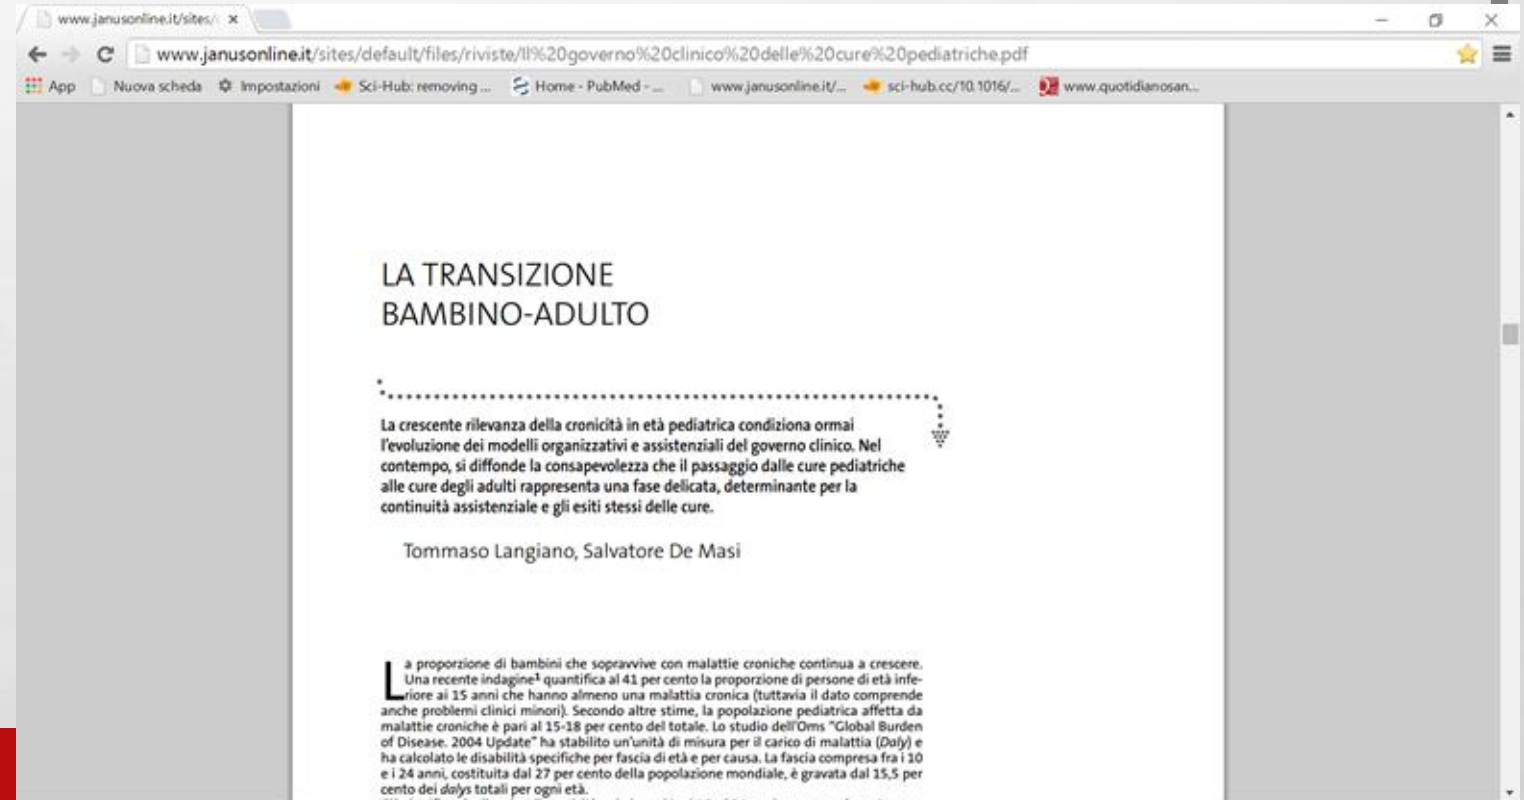 www.janusonline.it/sites/
www.janusonline.it/sites/default/files/riviste/Il%20governo%20clinico%20delle%20cure%20pediatriche.pdf
App Nuova scheda Impostazioni Sci-Hub: removing ... Home - PubMed - ... www.janusonline.it/... sci-hub.cc/10.1016/... www.quotidianosan...
LA TRANSIZIONE
BAMBINO-ADULTO
La crescente rilevanza della cronicità in età pediatrica condiziona ormai
l'evoluzione dei modelli organizzativi e assistenziali del governo clinico. Nel
contempo, si diffonde la consapevolezza che il passaggio dalle cure pediatriche
alle cure degli adulti rappresenta una fase delicata, determinante per la
continuità assistenziale e gli esiti stessi delle cure.
Tommaso Langiano, Salvatore De Masi
La proporzione di bambini che sopravvive con malattie croniche continua a crescere.
Una recente indagine¹ quantifica al 41 per cento la proporzione di persone di età infe-
riore ai 15 anni che hanno almeno una malattia cronica (tuttavia il dato comprende
anche problemi clinici minori). Secondo altre stime, la popolazione pediatrica affetta da
malattie croniche è pari al 15-18 per cento del totale. Lo studio dell'Oms "Global Burden
of Disease. 2004 Update" ha stabilito un'unità di misura per il carico di malattia (Daly) e
ha calcolato le disabilità specifiche per fascia di età e per causa. La fascia compresa fra i 10
e i 24 anni, costituita dal 27 per cento della popolazione mondiale, è gravata dal 15,5 per
cento dei dalys totali per ogni età.